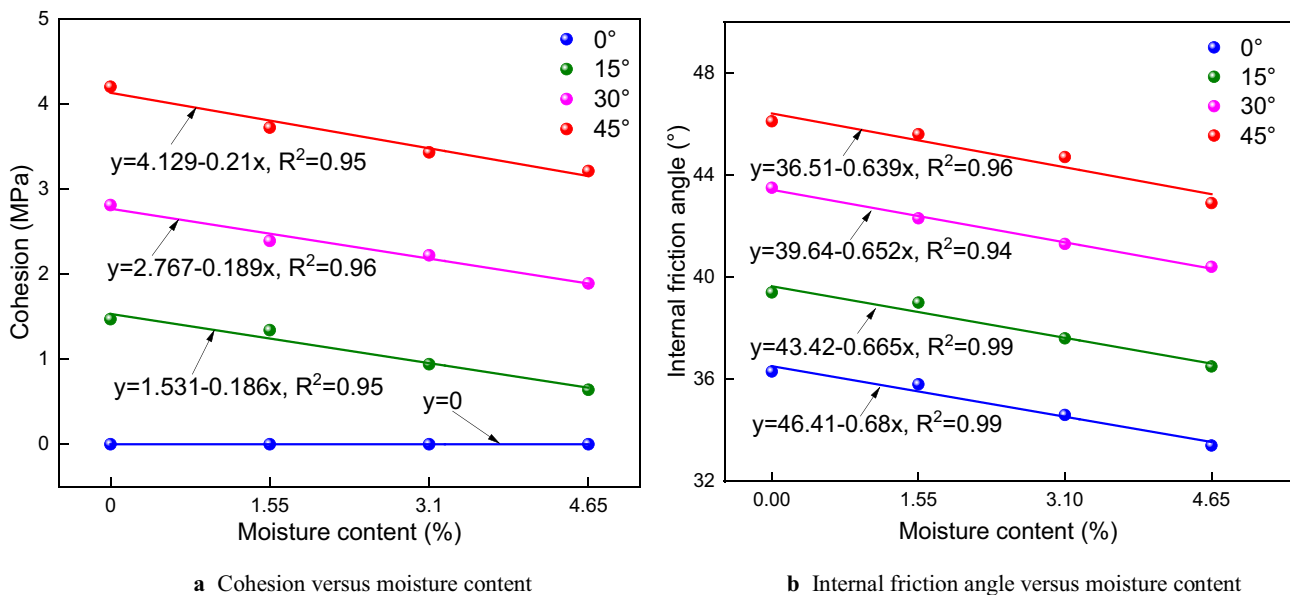 5
4
3
2
1
0
Cohesion (MPa)
0°
15°
30°
45°
y=4.129-0.21x, R²=0.95
y=2.767-0.189x, R²=0.96
y=1.531-0.186x, R²=0.95
y=0
0 1.55 3.1 4.65
Moisture content (%)
a Cohesion versus moisture content
48
44
40
36
32
Internal friction angle (°)
0°
15°
30°
45°
y=36.51-0.639x, R²=0.96
y=39.64-0.652x, R²=0.94
y=43.42-0.665x, R²=0.99
y=46.41-0.68x, R²=0.99
0.00 1.55 3.10 4.65
Moisture content (%)
b Internal friction angle versus moisture content